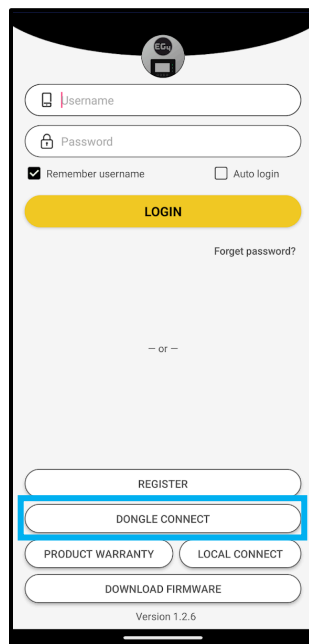 EG4
Username
Password
Remember username Auto login
LOGIN
Forget password?
— or —
REGISTER
DONGLE CONNECT
PRODUCT WARRANTY LOCAL CONNECT
DOWNLOAD FIRMWARE
Version 1.2.6